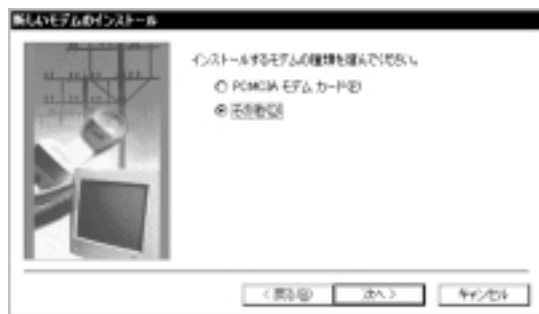 新しいモデムのインストール
インストールするモデムの種類を選んでください。
PCMCIA モデム カード(P)
その他(O)
< 戻る(B)
次へ >
キャンセル